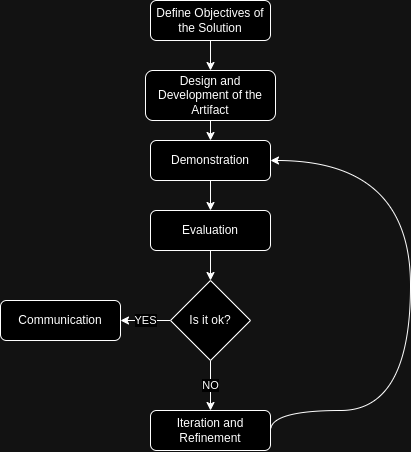 Define Objectives of
the Solution
Design and
Development of the
Artifact
Demonstration
Evaluation
Is it ok?
YES
Communication
NO
Iteration and
Refinement